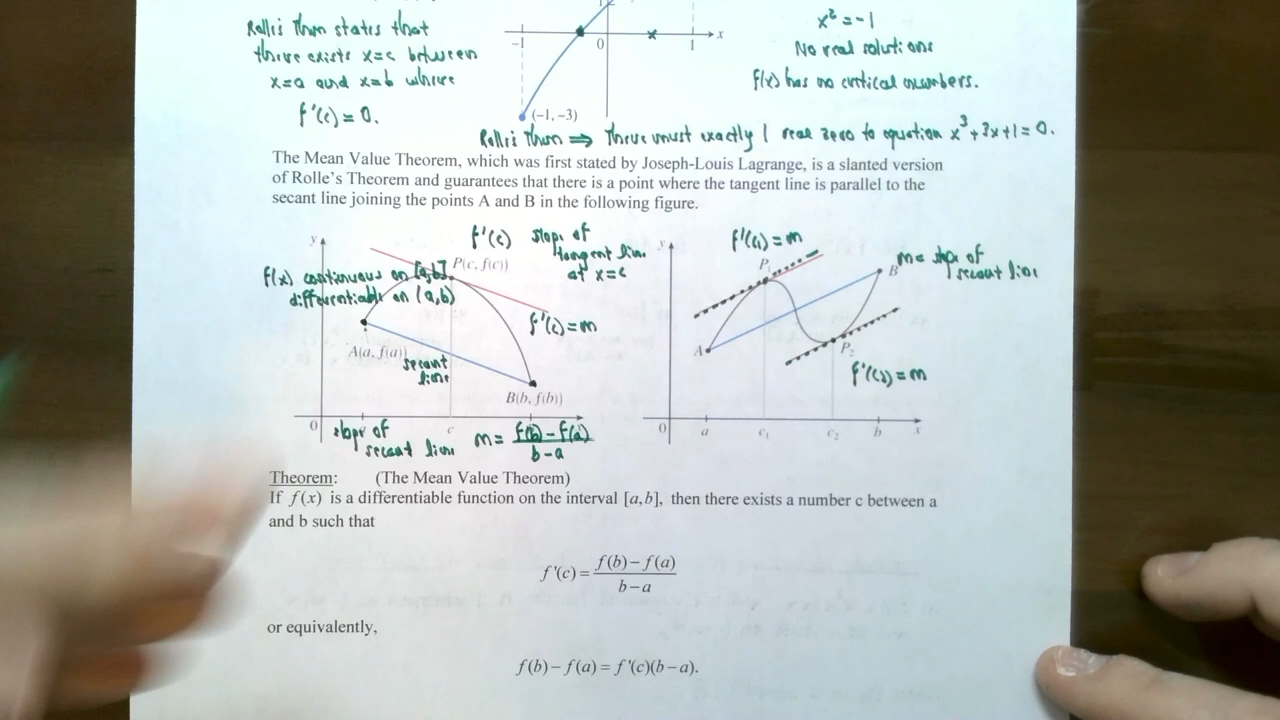 Rolle's Thm states that
there exists x=c between
x=a and x=b where
f'(c)=0.
-1
0
1
x
(-1, -3)
x² = -1
No real solutions
f(x) has no critical numbers.
Rolle's Thm ⇒ There must exactly 1 real zero to equation x³+3x+1=0.
The Mean Value Theorem, which was first stated by Joseph-Louis Lagrange, is a slanted version
of Rolle's Theorem and guarantees that there is a point where the tangent line is parallel to the
secant line joining the points A and B in the following figure.
y
f'(c) slope of
tangent line
at x=c
P(c, f(c))
f(x) continuous on [a,b]
differentiable on (a,b)
f'(c)=m
A(a, f(a))
secant
line
B(b, f(b))
0
c
slope of
secant line m = f(b)-f(a)
b-a
y
f'(c₁)=m
P₁
B
m = slope of
secant line
A
P₂
f'(c₂)=m
0 a c₁ c₂ b x
Theorem: (The Mean Value Theorem)
If f(x) is a differentiable function on the interval [a,b], then there exists a number c between a
and b such that
f'(c) = f(b)-f(a)
b-a
or equivalently,
f(b)-f(a) = f'(c)(b-a).